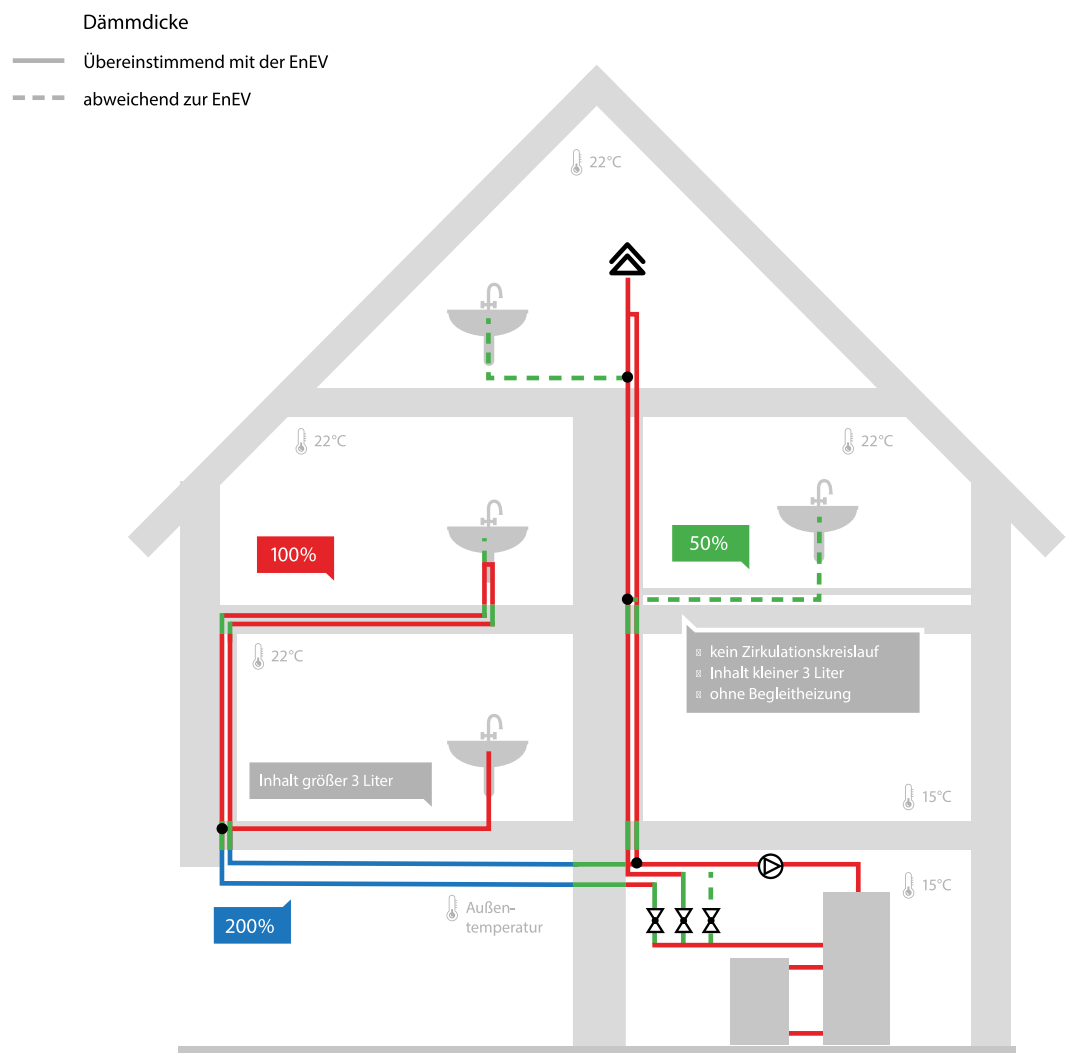 Dämmdicke
Übereinstimmend mit der EnEV
abweichend zur EnEV
22°C
22°C
22°C
100%
50%
22°C
kein Zirkulationskreislauf
Inhalt kleiner 3 Liter
ohne Begleitheizung
Inhalt größer 3 Liter
15°C
15°C
Außen-
temperatur
200%